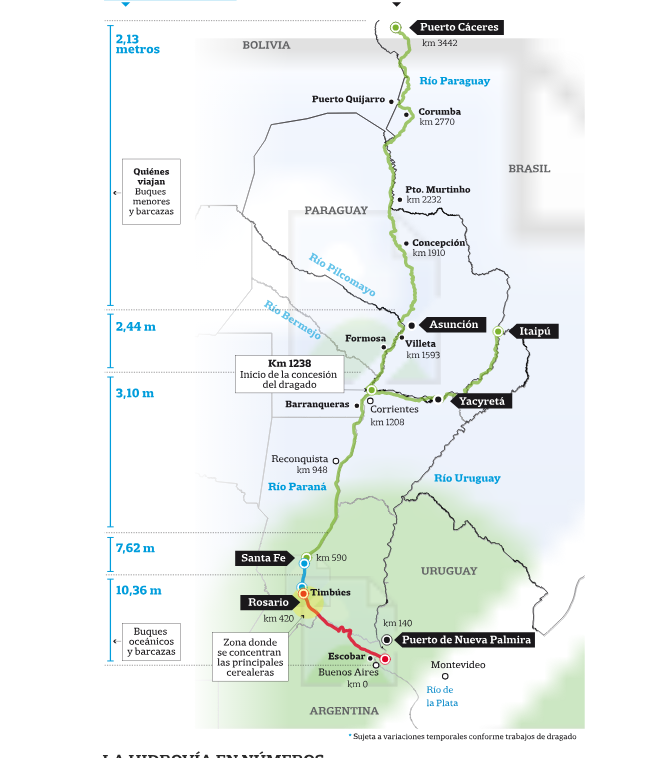 2,13
metros
Puerto Cáceres
km 3442
BOLIVIA
Río Paraguay
Puerto Quijarro
Corumba
km 2770
BRASIL
Quiénes
viajan
Buques
menores
y barcazas
Pto. Murtinho
km 2232
PARAGUAY
Concepción
km 1910
Río Pilcomayo
Río Bermejo
2,44 m
Asunción
Itaipú
Formosa
Villeta
km 1593
Km 1238
Inicio de la concesión
del dragado
3,10 m
Yacyretá
Barranqueras
Corrientes
km 1208
Reconquista
km 948
Río Uruguay
Río Paraná
7,62 m
Santa Fe
km 590
URUGUAY
10,36 m
Timbúes
Rosario
km 420
km 140
Buques
oceánicos
y barcazas
Zona donde
se concentran
las principales
cerealeras
Puerto de Nueva Palmira
Escobar
Buenos Aires
km 0
Montevideo
Río de
la Plata
ARGENTINA
* Sujeta a variaciones temporales conforme trabajos de dragado
LA HIDROVÍA EN NÚMEROS